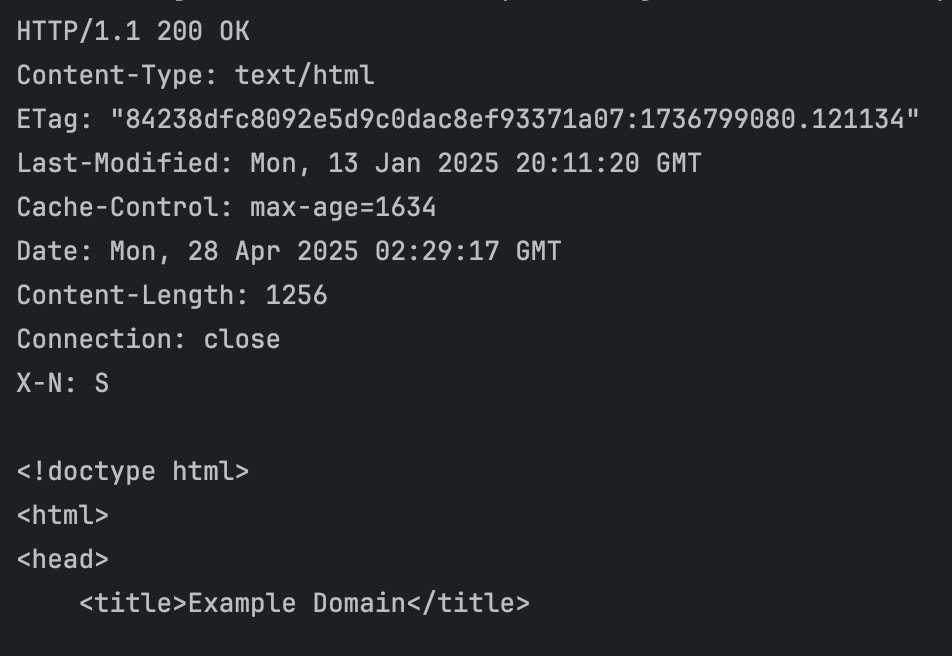 HTTP/1.1 200 OK
Content-Type: text/html
ETag: "84238dfc8092e5d9c0dac8ef93371a07:1736799080.121134"
Last-Modified: Mon, 13 Jan 2025 20:11:20 GMT
Cache-Control: max-age=1634
Date: Mon, 28 Apr 2025 02:29:17 GMT
Content-Length: 1256
Connection: close
X-N: S

<!doctype html>
<html>
<head>
    <title>Example Domain</title>